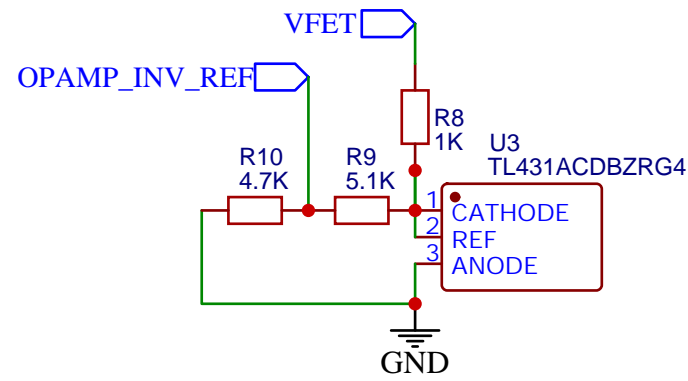 VFET
OPAMP_INV_REF
R8
1K
U3
TL431ACDBZRG4
R10
4.7K
R9
5.1K
1
CATHODE
2
REF
3
ANODE
GND